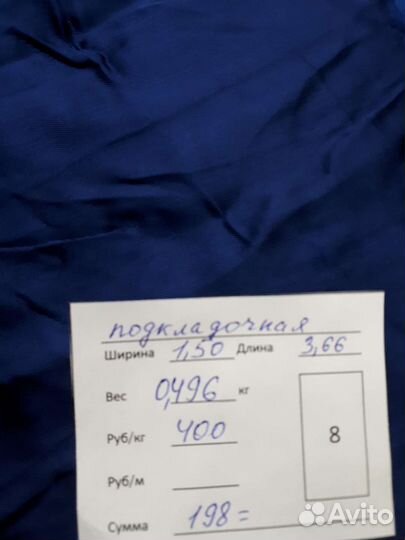 подкладочная
Ширина 1,50 Длина 3,66
Вес 0,496 кг
Руб/кг 400
8
Руб/м
Сумма 198=
Avito